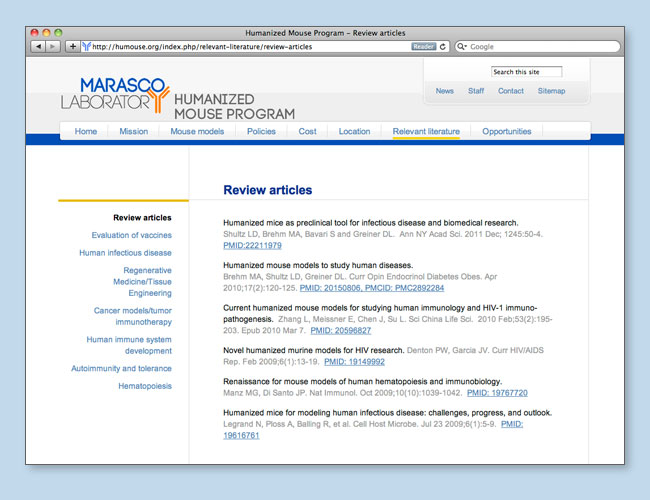 Humanized Mouse Program – Review articles
http://humouse.org/index.php/relevant-literature/review-articles
Reader
Google
Search this site
News Staff Contact Sitemap
MARASCO
LABORATORY
HUMANIZED
MOUSE PROGRAM
Home Mission Mouse models Policies Cost Location Relevant literature Opportunities
Review articles
Evaluation of vaccines
Human infectious disease
Regenerative
Medicine/Tissue
Engineering
Cancer models/tumor
immunotherapy
Human immune system
development
Autoimmunity and tolerance
Hematopoiesis
Review articles
Humanized mice as preclinical tool for infectious disease and biomedical research.
Shultz LD, Brehm MA, Bavari S and Greiner DL. Ann NY Acad Sci. 2011 Dec; 1245:50-4.
PMID:22211979
Humanized mouse models to study human diseases.
Brehm MA, Shultz LD, Greiner DL. Curr Opin Endocrinol Diabetes Obes. Apr
2010;17(2):120-125. PMID: 20150806, PMCID: PMC2892284
Current humanized mouse models for studying human immunology and HIV-1 immuno-
pathogenesis. Zhang L, Meissner E, Chen J, Su L. Sci China Life Sci. 2010 Feb;53(2):195-
203. Epub 2010 Mar 7. PMID: 20596827
Novel humanized murine models for HIV research. Denton PW, Garcia JV. Curr HIV/AIDS
Rep. Feb 2009;6(1):13-19. PMID: 19149992
Renaissance for mouse models of human hematopoiesis and immunobiology.
Manz MG, Di Santo JP. Nat Immunol. Oct 2009;10(10):1039-1042. PMID: 19767720
Humanized mice for modeling human infectious disease: challenges, progress, and outlook.
Legrand N, Ploss A, Balling R, et al. Cell Host Microbe. Jul 23 2009;6(1):5-9. PMID:
19616761